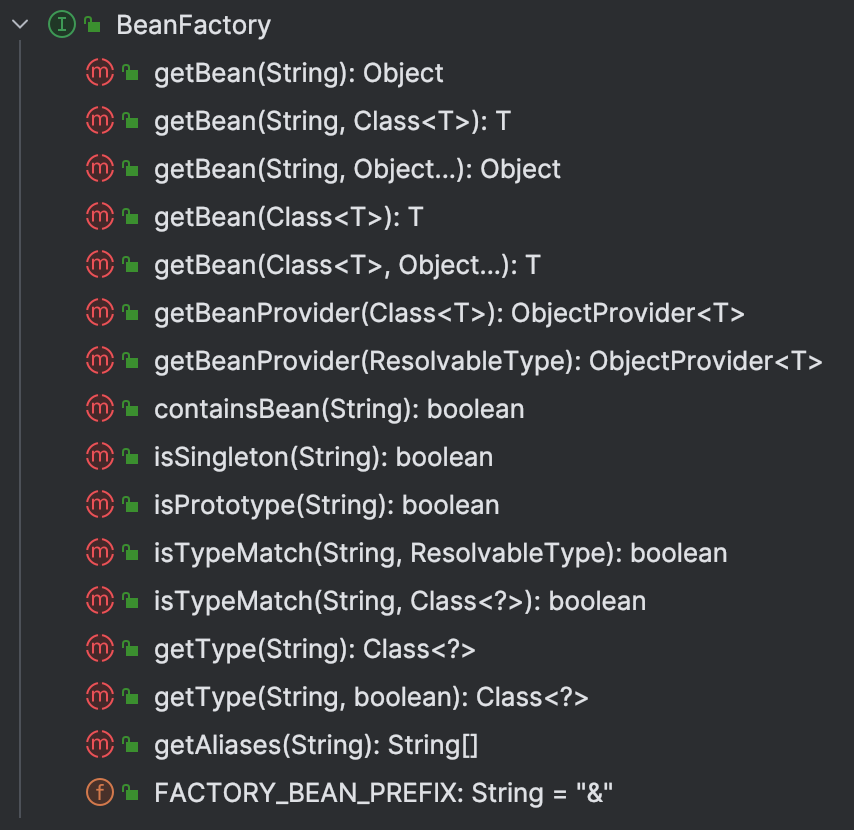 BeanFactory
getBean(String): Object
getBean(String, Class<T>): T
getBean(String, Object...): Object
getBean(Class<T>): T
getBean(Class<T>, Object...): T
getBeanProvider(Class<T>): ObjectProvider<T>
getBeanProvider(ResolvableType): ObjectProvider<T>
containsBean(String): boolean
isSingleton(String): boolean
isPrototype(String): boolean
isTypeMatch(String, ResolvableType): boolean
isTypeMatch(String, Class<?>): boolean
getType(String): Class<?>
getType(String, boolean): Class<?>
getAliases(String): String[]
FACTORY_BEAN_PREFIX: String = "&"